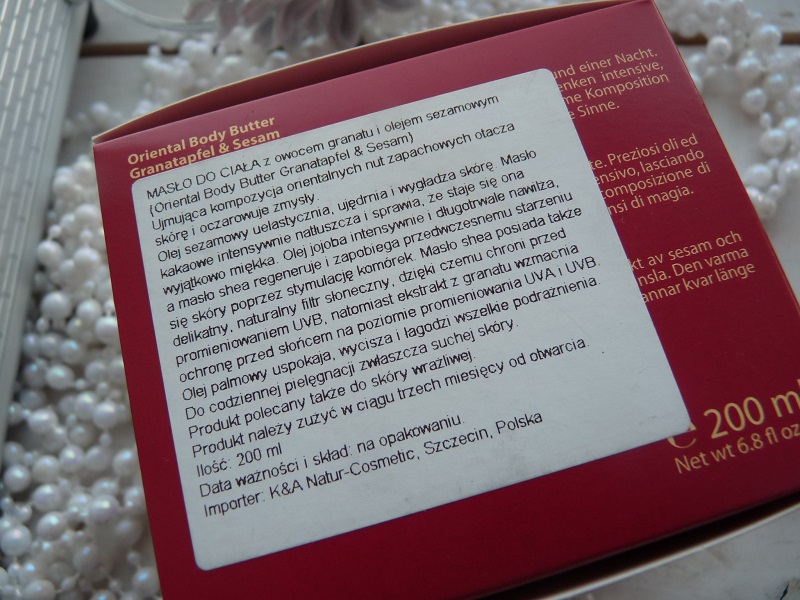 Oriental Body Butter
Granatapfel & Sesam
MASŁO DO CIAŁA z owocem granatu i olejem sezamowym
(Oriental Body Butter Granatapfel & Sesam)
Ujmująca kompozycja orientalnych nut zapachowych otacza
skórę i oczarowuje zmysły.
Olej sezamowy uelastycznia, ujędrnia i wygładza skórę. Masło
kakaowe intensywnie natłuszcza i sprawia, że staje się ona
wyjątkowo miękka. Olej jojoba intensywnie i długotrwale nawilża,
a masło shea regeneruje i zapobiega przedwczesnemu starzeniu
się skóry poprzez stymulację komórek. Masło shea posiada także
delikatny, naturalny filtr słoneczny, dzięki czemu chroni przed
promieniowaniem UVB, natomiast ekstrakt z granatu wzmacnia
ochronę przed słońcem na poziomie promieniowania UVA i UVB.
Olej palmowy uspokaja, wycisza i łagodzi wszelkie podrażnienia.
Do codziennej pielęgnacji zwłaszcza suchej skóry.
Produkt polecany także do skóry wrażliwej.
Produkt należy zużyć w ciągu trzech miesięcy od otwarcia.
Ilość: 200 ml
Data ważności i skład: na opakowaniu.
Importer: K&A Natur-Cosmetic, Szczecin, Polska
und einer Nacht.
intensive,
Komposition
Sinne.
Preziosi oli ed
lasciando
composizione di
di magia.
av sesam och
Den varma
kvar länge
200 ml
Net wt 6.8 fl oz